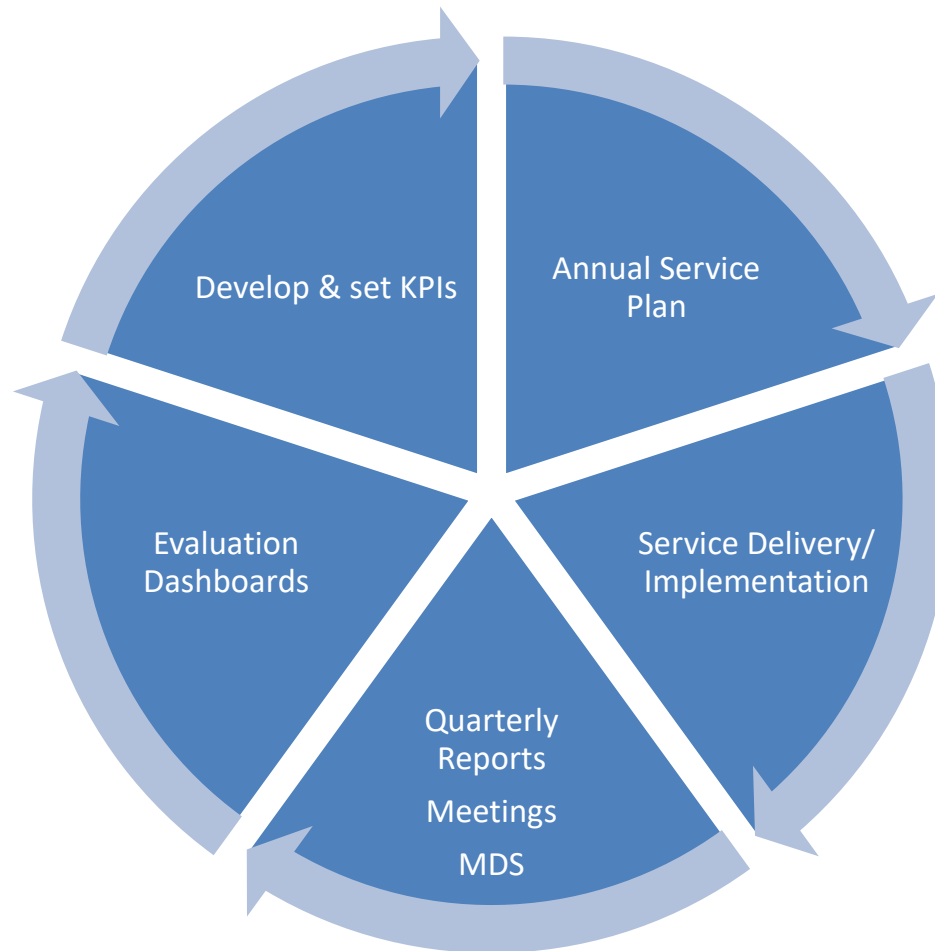 Develop & set KPIs
Annual Service
Plan
Service Delivery/
Implementation
Quarterly
Reports
Meetings
MDS
Evaluation
Dashboards